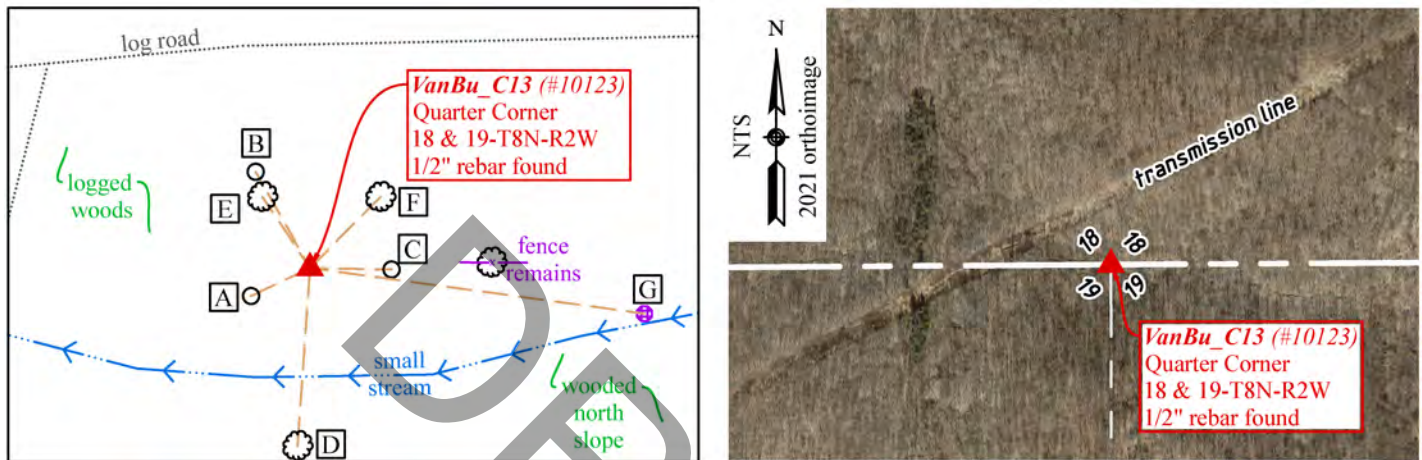 log road
VanBu_C13 (#10123)
Quarter Corner
18 & 19-T8N-R2W
1/2" rebar found
B
E
F
logged
woods
C
fence
remains
A
G
small
stream
wooded
north
slope
D
D
R
N
NTS
2021 orthoimage
transmission line
18 18
19 19
VanBu_C13 (#10123)
Quarter Corner
18 & 19-T8N-R2W
1/2" rebar found